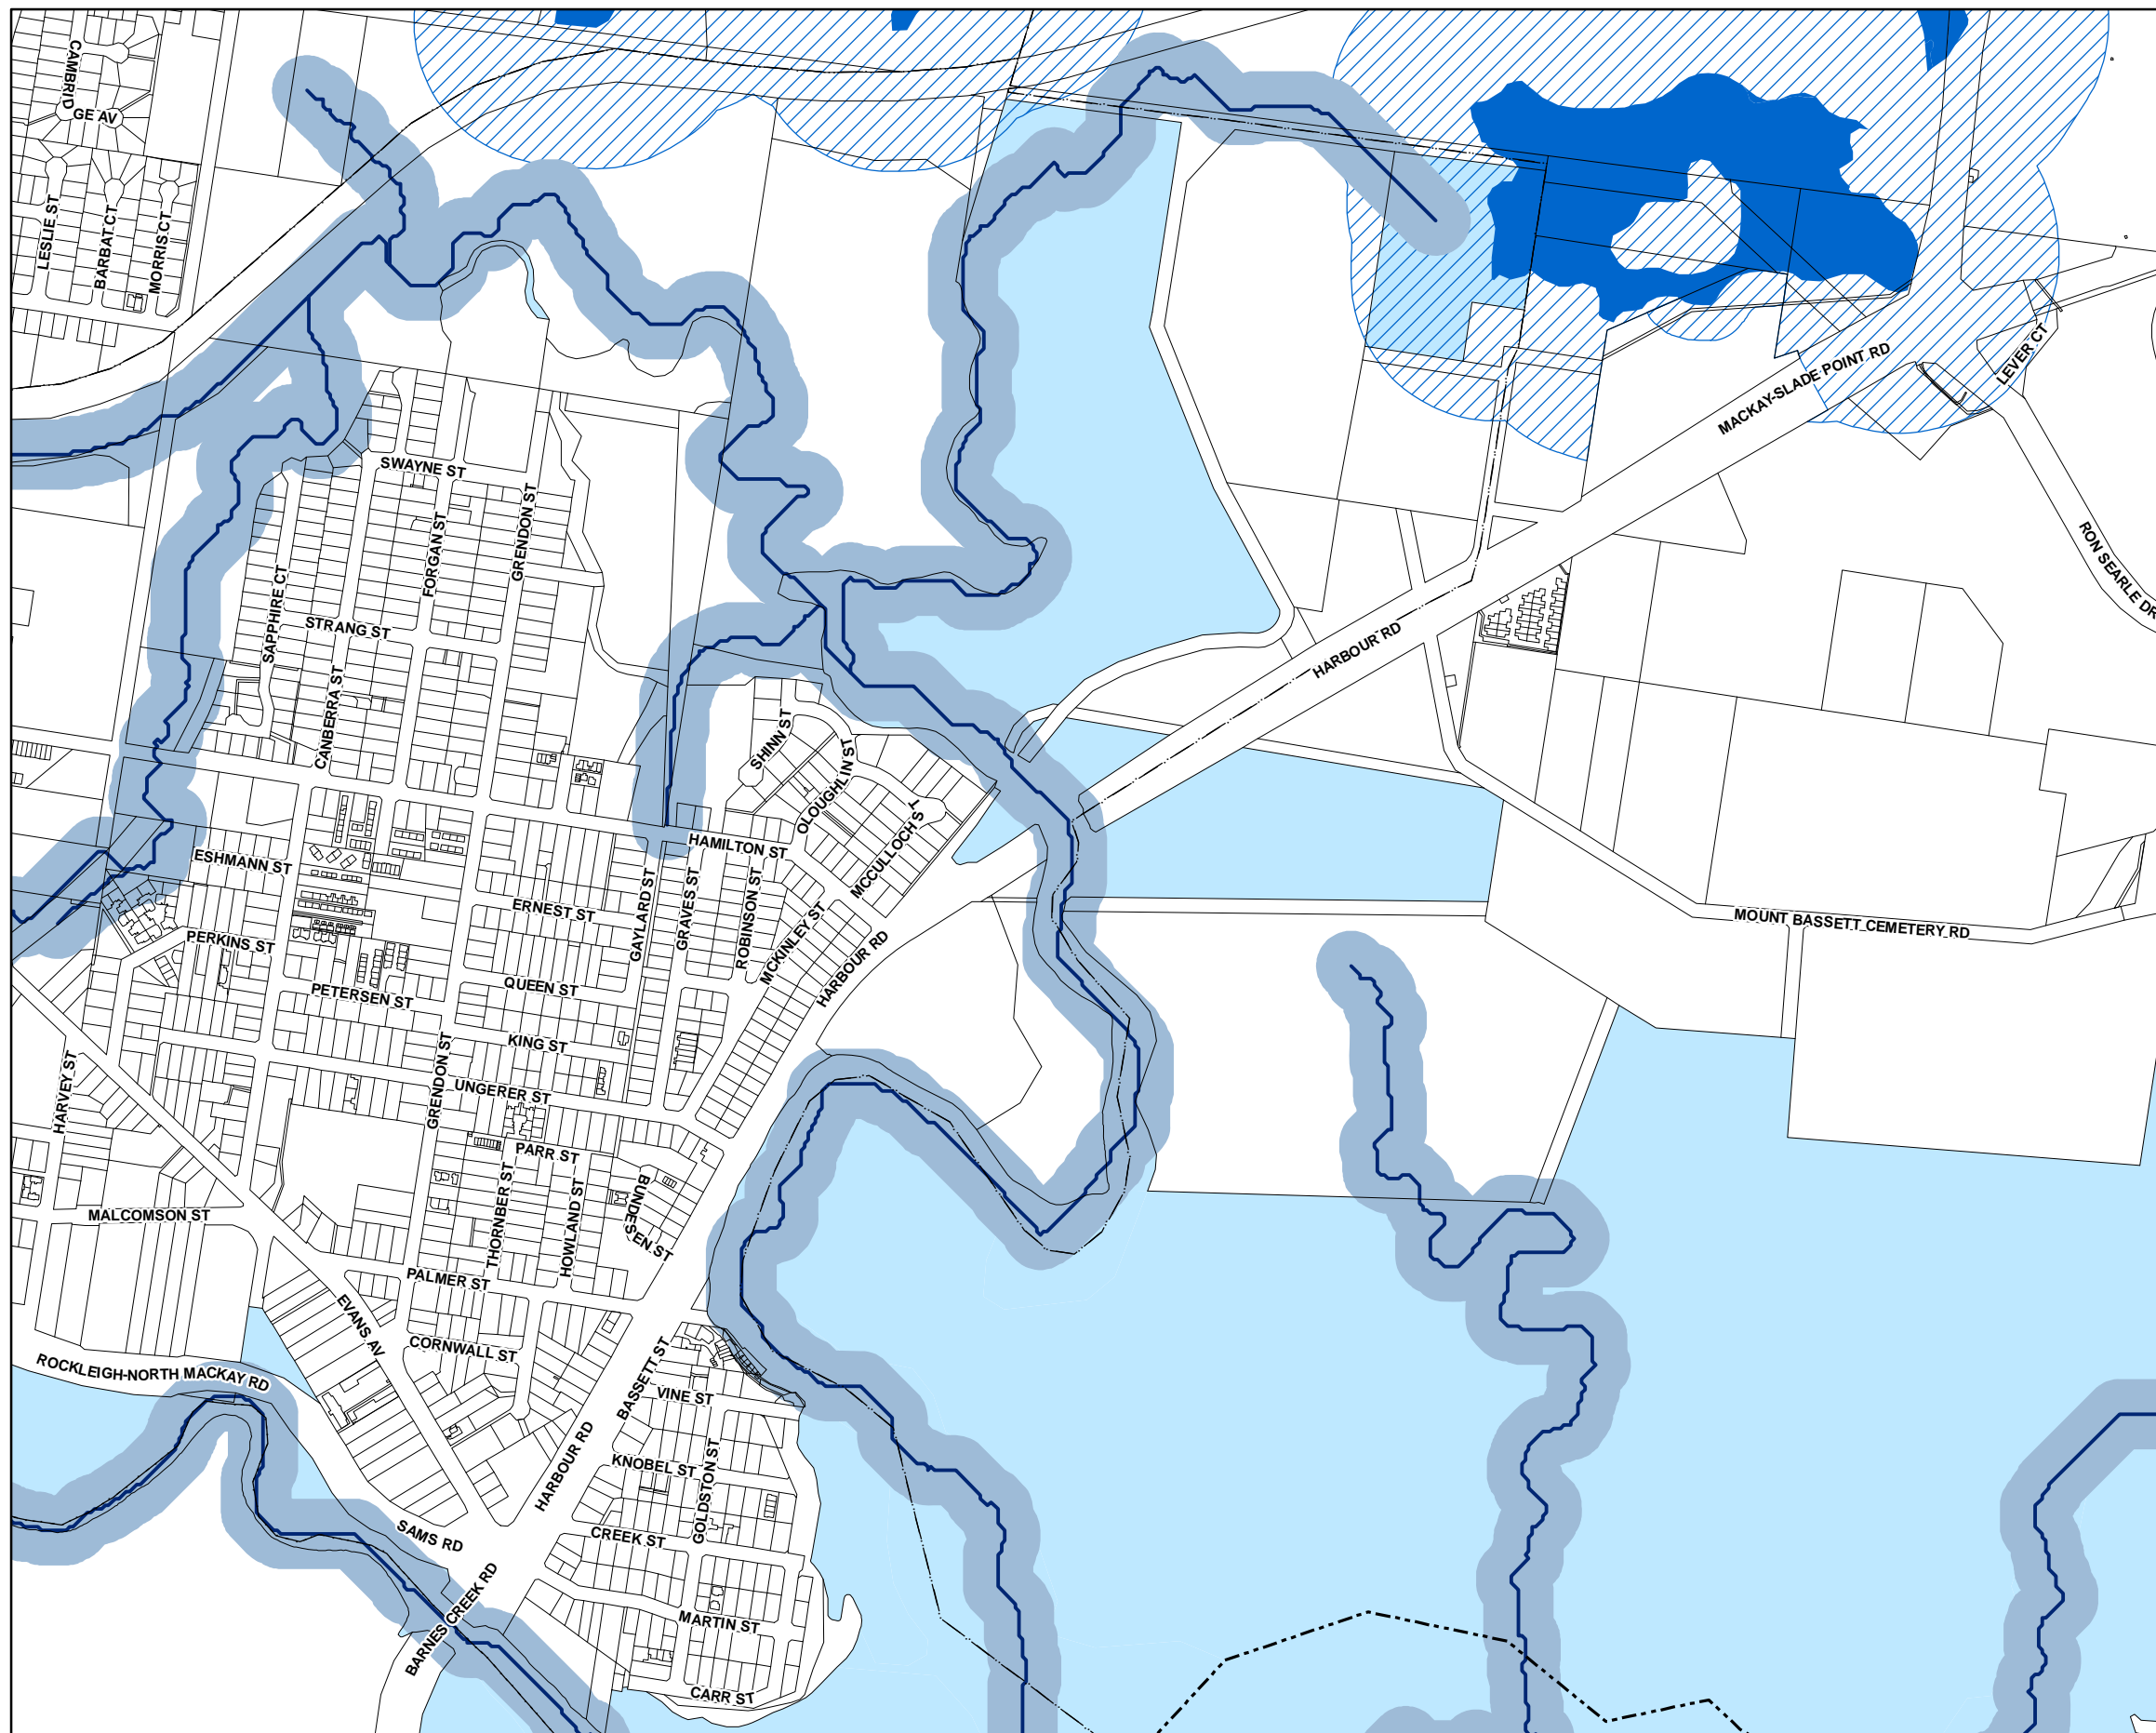 CAMBRID
GE AV
LESLIE ST
BARBAT CT
MORRIS CT
MACKAY-SLADE POINT RD
LEVER CT
SWAYNE ST
FORGAN ST
GRENDON ST
RON SEARLE DR
SAPPHIRE CT
STRANG ST
HARBOUR RD
CANBERRA ST
SHINN ST
OLOUGHLIN ST
MCCULLOCH ST
HAMILTON ST
ESHMANN ST
ERNEST ST
GAYLARD ST
GRAVES ST
ROBINSON ST
MCKINLEY ST
HARBOUR RD
MOUNT BASSETT CEMETERY RD
PERKINS ST
PETERSEN ST
QUEEN ST
KING ST
HARVEY ST
GRENDON ST
UNGERER ST
PARR ST
MALCOMSON ST
THORNBER ST
HOWLAND ST
BUNDES
EN ST
PALMER ST
EVANS AV
CORNWALL ST
BASSETT ST
ROCKLEIGH-NORTH MACKAY RD
VINE ST
HARBOUR RD
KNOBEL ST
GOLDSTON ST
SAMS RD
CREEK ST
BARNES CREEK RD
MARTIN ST
CARR ST